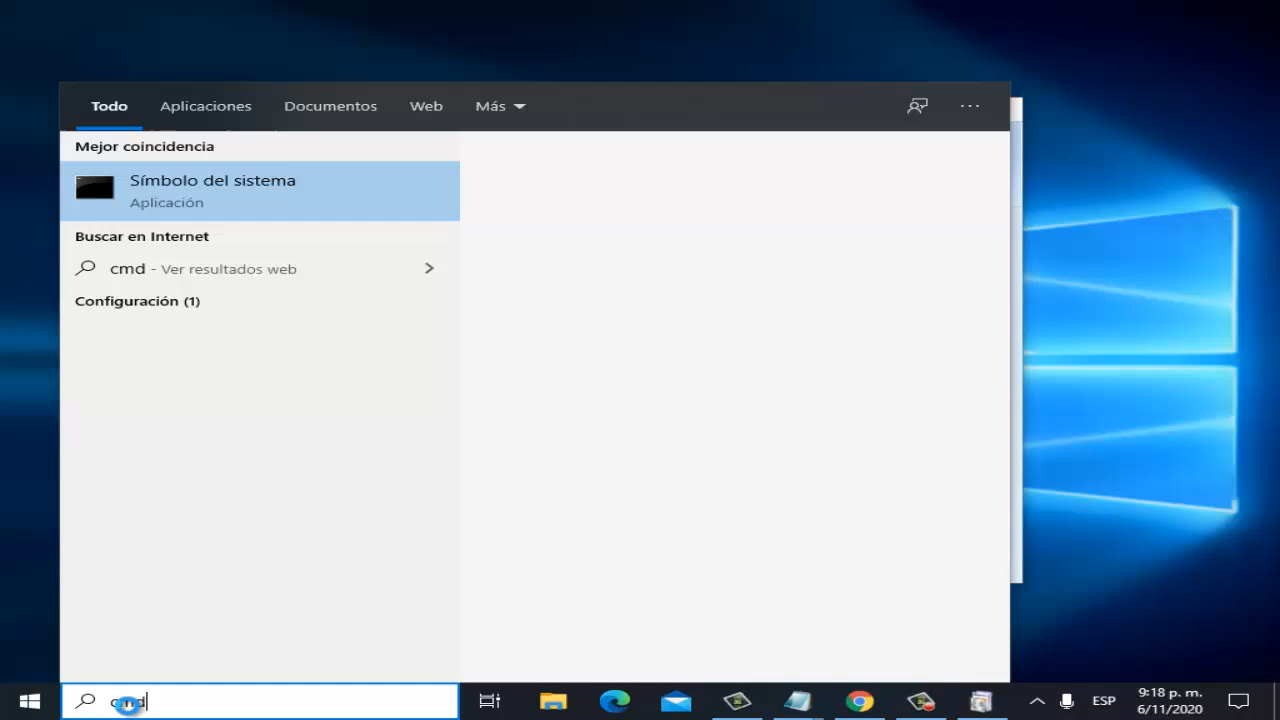 Todo Aplicaciones Documentos Web Más
Mejor coincidencia
Símbolo del sistema
Aplicación
Buscar en Internet
cmd - Ver resultados web
Configuración (1)
cmd
ESP
9:18 p. m.
6/11/2020